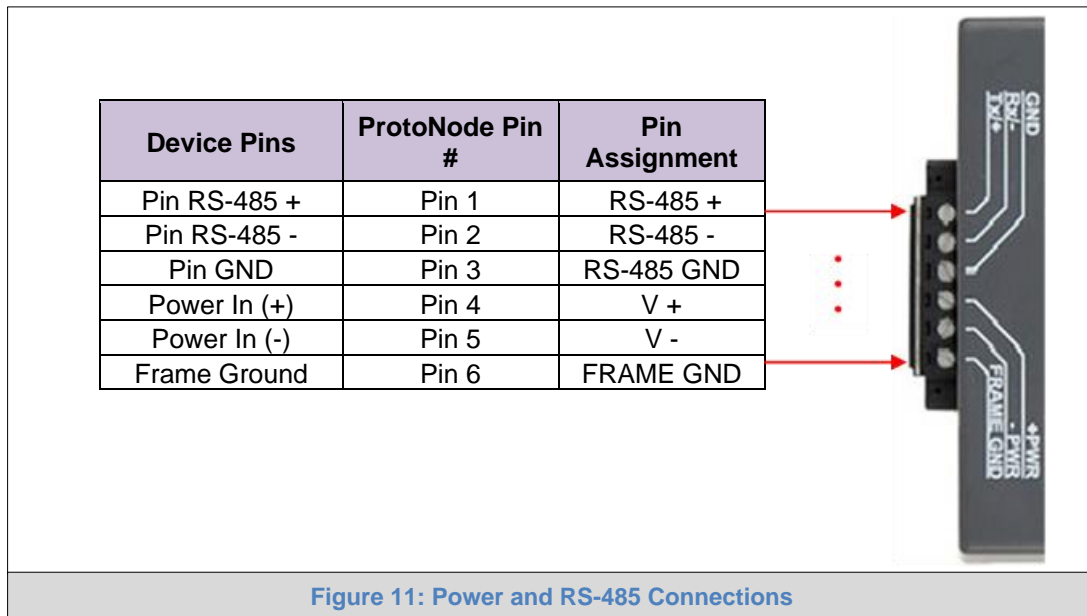 Device Pins ProtoNode Pin # Pin Assignment
Pin RS-485 + Pin 1 RS-485 +
Pin RS-485 - Pin 2 RS-485 -
Pin GND Pin 3 RS-485 GND
Power In (+) Pin 4 V +
Power In (-) Pin 5 V -
Frame Ground Pin 6 FRAME GND
GND
Rx/-
Tx/+
+PWR
- PWR
FRAME GND
Figure 11: Power and RS-485 Connections